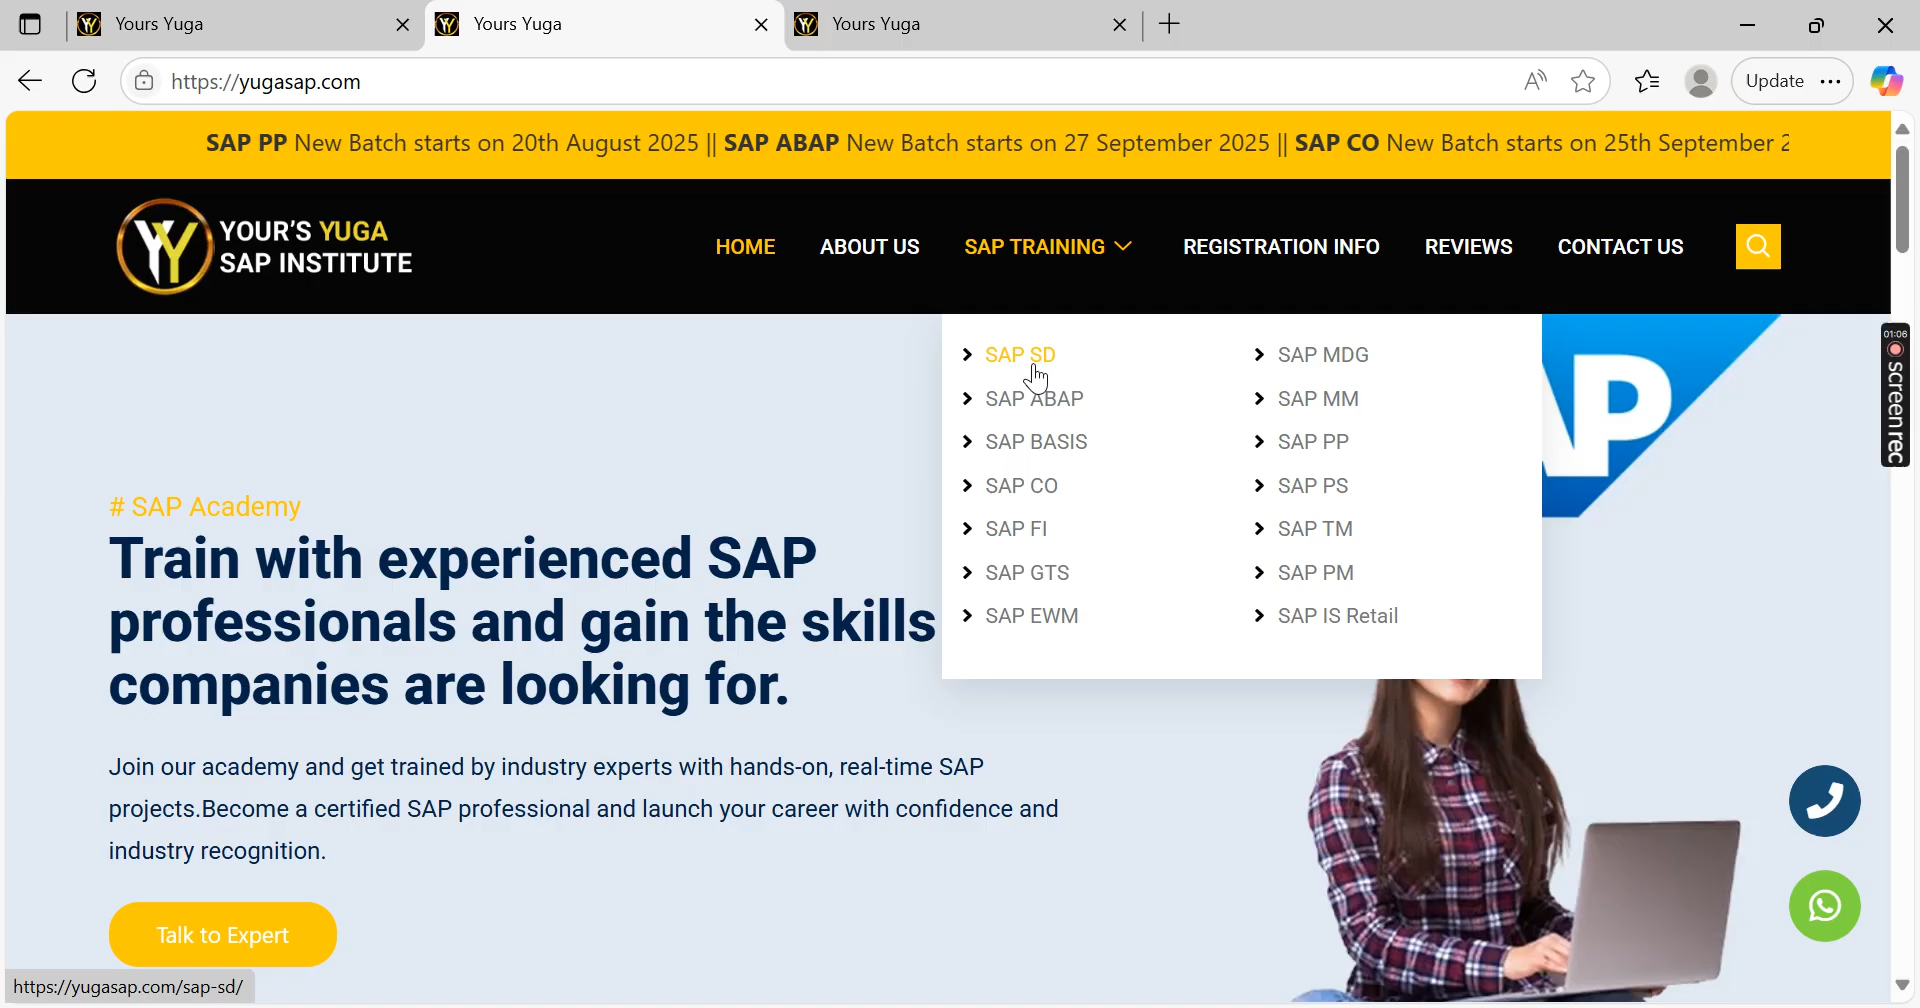 Yours Yuga
Yours Yuga
Yours Yuga
https://yugasap.com
Update
SAP PP New Batch starts on 20th August 2025 || SAP ABAP New Batch starts on 27 September 2025 || SAP CO New Batch starts on 25th September
YOUR'S YUGA
SAP INSTITUTE
HOME
ABOUT US
SAP TRAINING
REGISTRATION INFO
REVIEWS
CONTACT US
SAP SD
SAP ABAP
SAP BASIS
SAP CO
SAP FI
SAP GTS
SAP EWM
SAP MDG
SAP MM
SAP PP
SAP PS
SAP TM
SAP PM
SAP IS Retail
01:06
screen rec
# SAP Academy
Train with experienced SAP
professionals and gain the skills
companies are looking for.
Join our academy and get trained by industry experts with hands-on, real-time SAP
projects.Become a certified SAP professional and launch your career with confidence and
industry recognition.
Talk to Expert
https://yugasap.com/sap-sd/